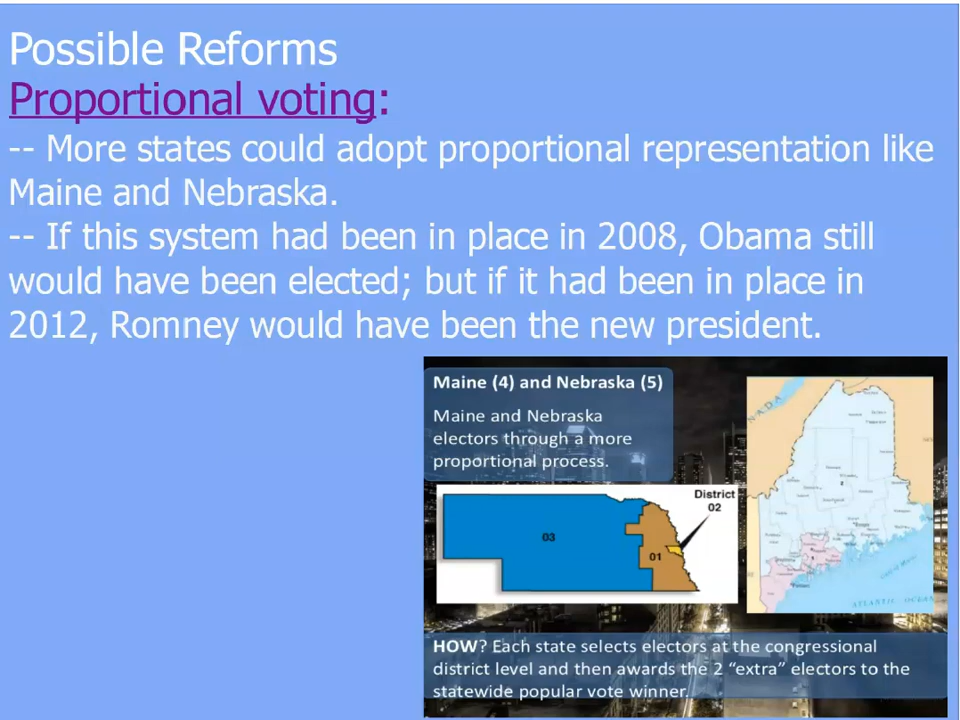 Possible Reforms
Proportional voting:
-- More states could adopt proportional representation like
Maine and Nebraska.
-- If this system had been in place in 2008, Obama still
would have been elected; but if it had been in place in
2012, Romney would have been the new president.
Maine (4) and Nebraska (5)
Maine and Nebraska
electors through a more
proportional process.
District
02
03
01
NADA
ATLANTIC OCEAN
HOW? Each state selects electors at the congressional
district level and then awards the 2 “extra” electors to the
statewide popular vote winner.